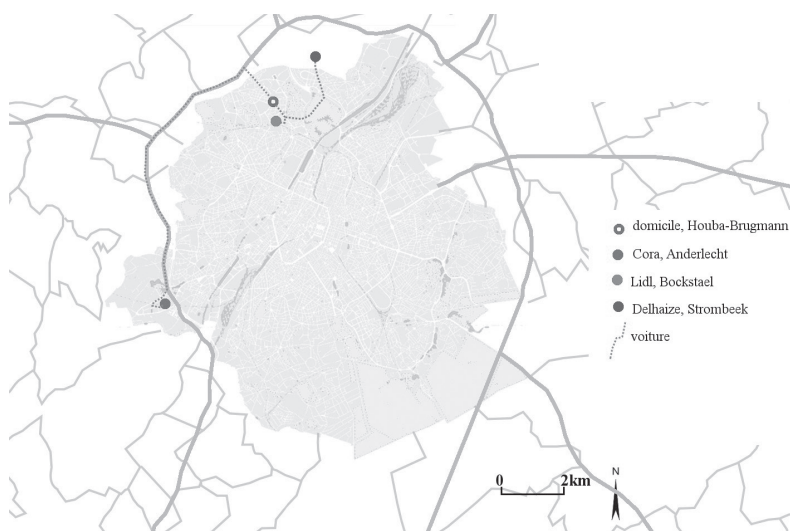 domicile, Houba-Brugmann
Cora, Anderlecht
Lidl, Bockstael
Delhaize, Strombeek
voiture
0 2km
N